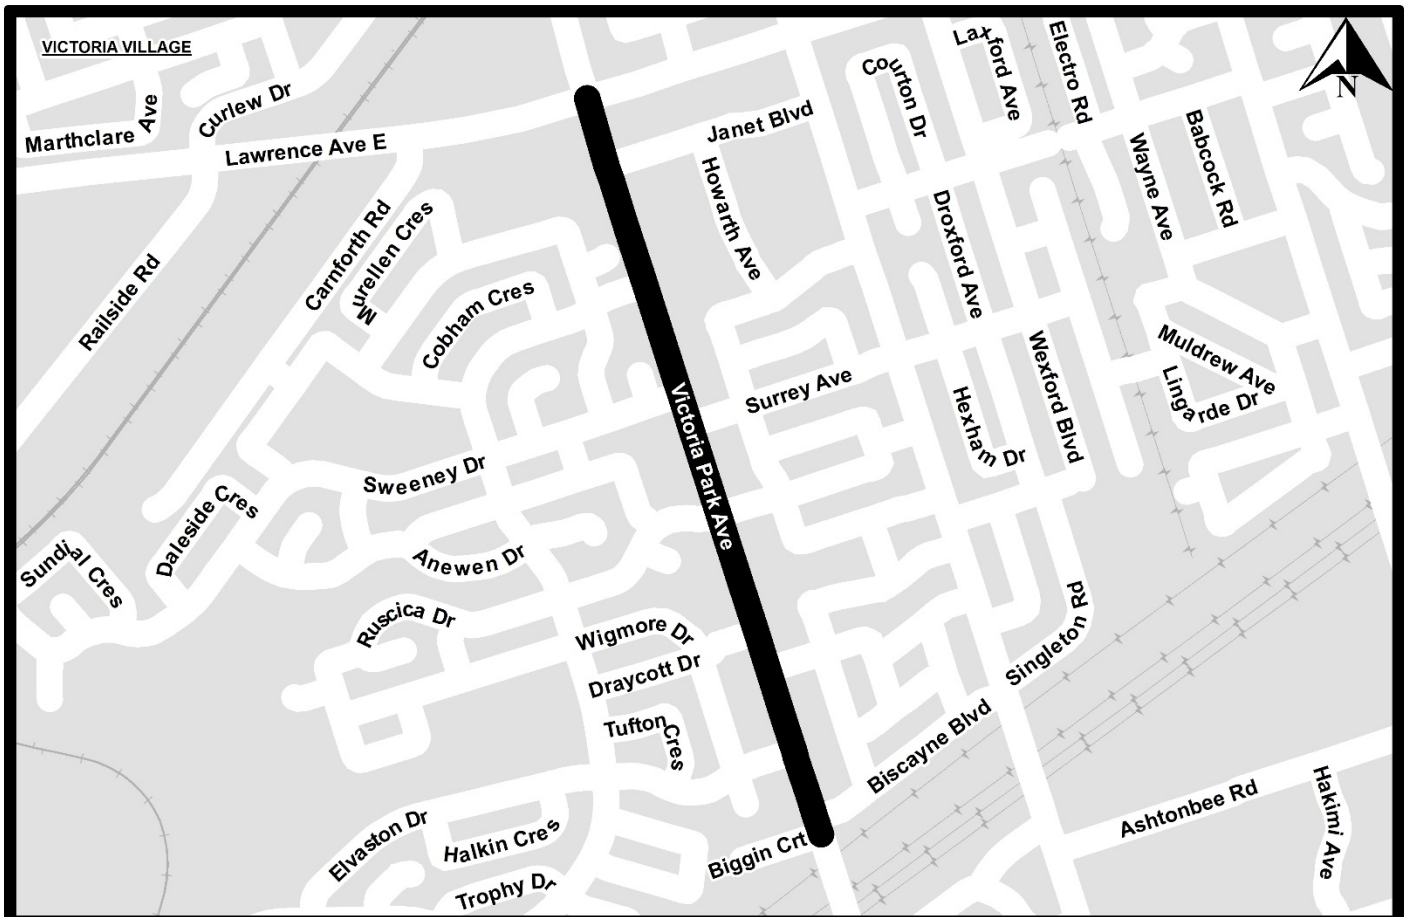 VICTORIA VILLAGE
Marthclare Ave
Curlew Dr
Lawrence Ave E
Railside Rd
Carnforth Rd
Murellen Cres
Cobham Cres
Sweeney Dr
Daleside Cres
Sundial Cres
Anewen Dr
Ruscica Dr
Wigmore Dr
Draycott Dr
Tufton Cres
Elvaston Dr
Halkin Cres
Trophy Dr
Biggin Crt
Victoria Park Ave
Janet Blvd
Howarth Ave
Surrey Ave
Courton Dr
Laxford Ave
Electro Rd
Droxford Ave
Wayne Ave
Babcock Rd
Hexham Dr
Wexford Blvd
Muldrew Ave
Lingarde Dr
Singleton Rd
Biscayne Blvd
Ashtonbee Rd
Hakimi Ave
N